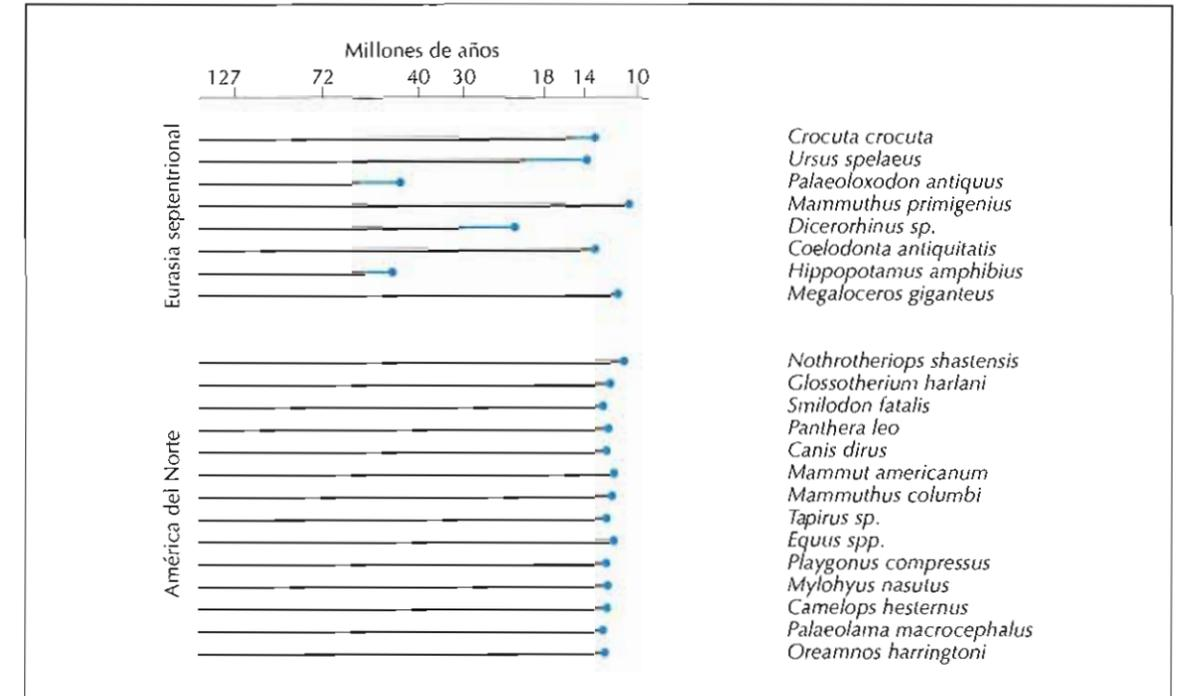 Millones de años
127 72 40 30 18 14 10
Eurasia septentrional
Crocuta crocuta
Ursus spelaeus
Palaeoloxodon antiquus
Mammuthus primigenius
Dicerorhinus sp.
Coelodonta antiquitatis
Hippopotamus amphibius
Megaloceros giganteus
América del Norte
Nothrotheriops shastensis
Glossotherium harlani
Smilodon fatalis
Panthera leo
Canis dirus
Mammut americanum
Mammuthus columbi
Tapirus sp.
Equus spp.
Playgonus compressus
Mylohyus nasutus
Camelops hesternus
Palaeolama macrocephalus
Oreamnos harringtoni